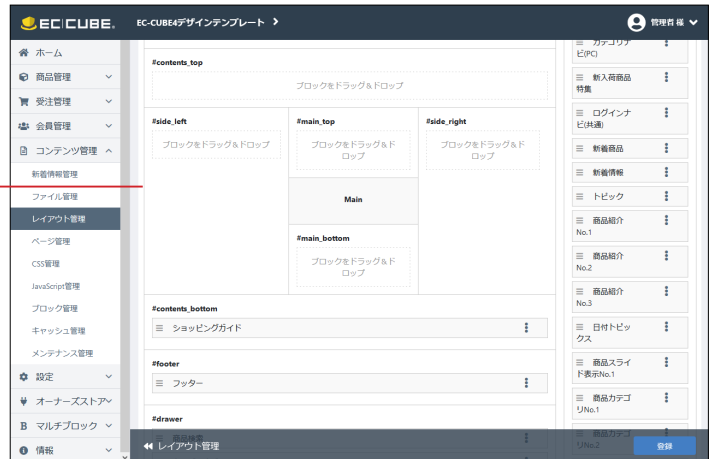 EC CUBE.
EC-CUBE4デザインテンプレート
管理者 様
ホーム
商品管理
受注管理
会員管理
コンテンツ管理
新着情報管理
ファイル管理
レイアウト管理
ページ管理
CSS管理
JavaScript管理
ブロック管理
キャッシュ管理
メンテナンス管理
設定
オーナーズストア
マルチブロック
情報
#contents_top
ブロックをドラッグ&ドロップ
#side_left
ブロックをドラッグ&ドロップ
#main_top
ブロックをドラッグ&ド
ロップ
Main
#main_bottom
ブロックをドラッグ&ド
ロップ
#side_right
ブロックをドラッグ&ド
ロップ
#contents_bottom
ショッピングガイド
#footer
フッター
#drawer
商品検索
カテゴリナ
ビ(PC)
新入荷商品
特集
ログインナ
ビ(共通)
新着商品
新着情報
トピック
商品紹介
No.1
商品紹介
No.2
商品紹介
No.3
日付トピッ
クス
商品スライ
ド表示No.1
商品カテゴ
リNo.1
商品カテゴ
リNo.2
レイアウト管理
登録